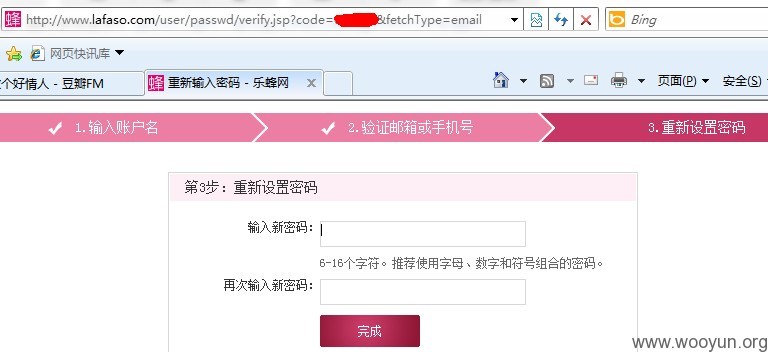 蜂 http://www.lafaso.com/user/passwd/verify.jsp?code= &fetchType=email Bing
网页快讯库
个好情人 - 豆瓣FM 蜂 重新输入密码 - 乐蜂网 页面(P) 安全(S)
1.输入账户名 2.验证邮箱或手机号 3.重新设置密码
第3步：重新设置密码
输入新密码：
6-16个字符。推荐使用字母、数字和符号组合的密码。
再次输入新密码：
完成
www.wooyun.org